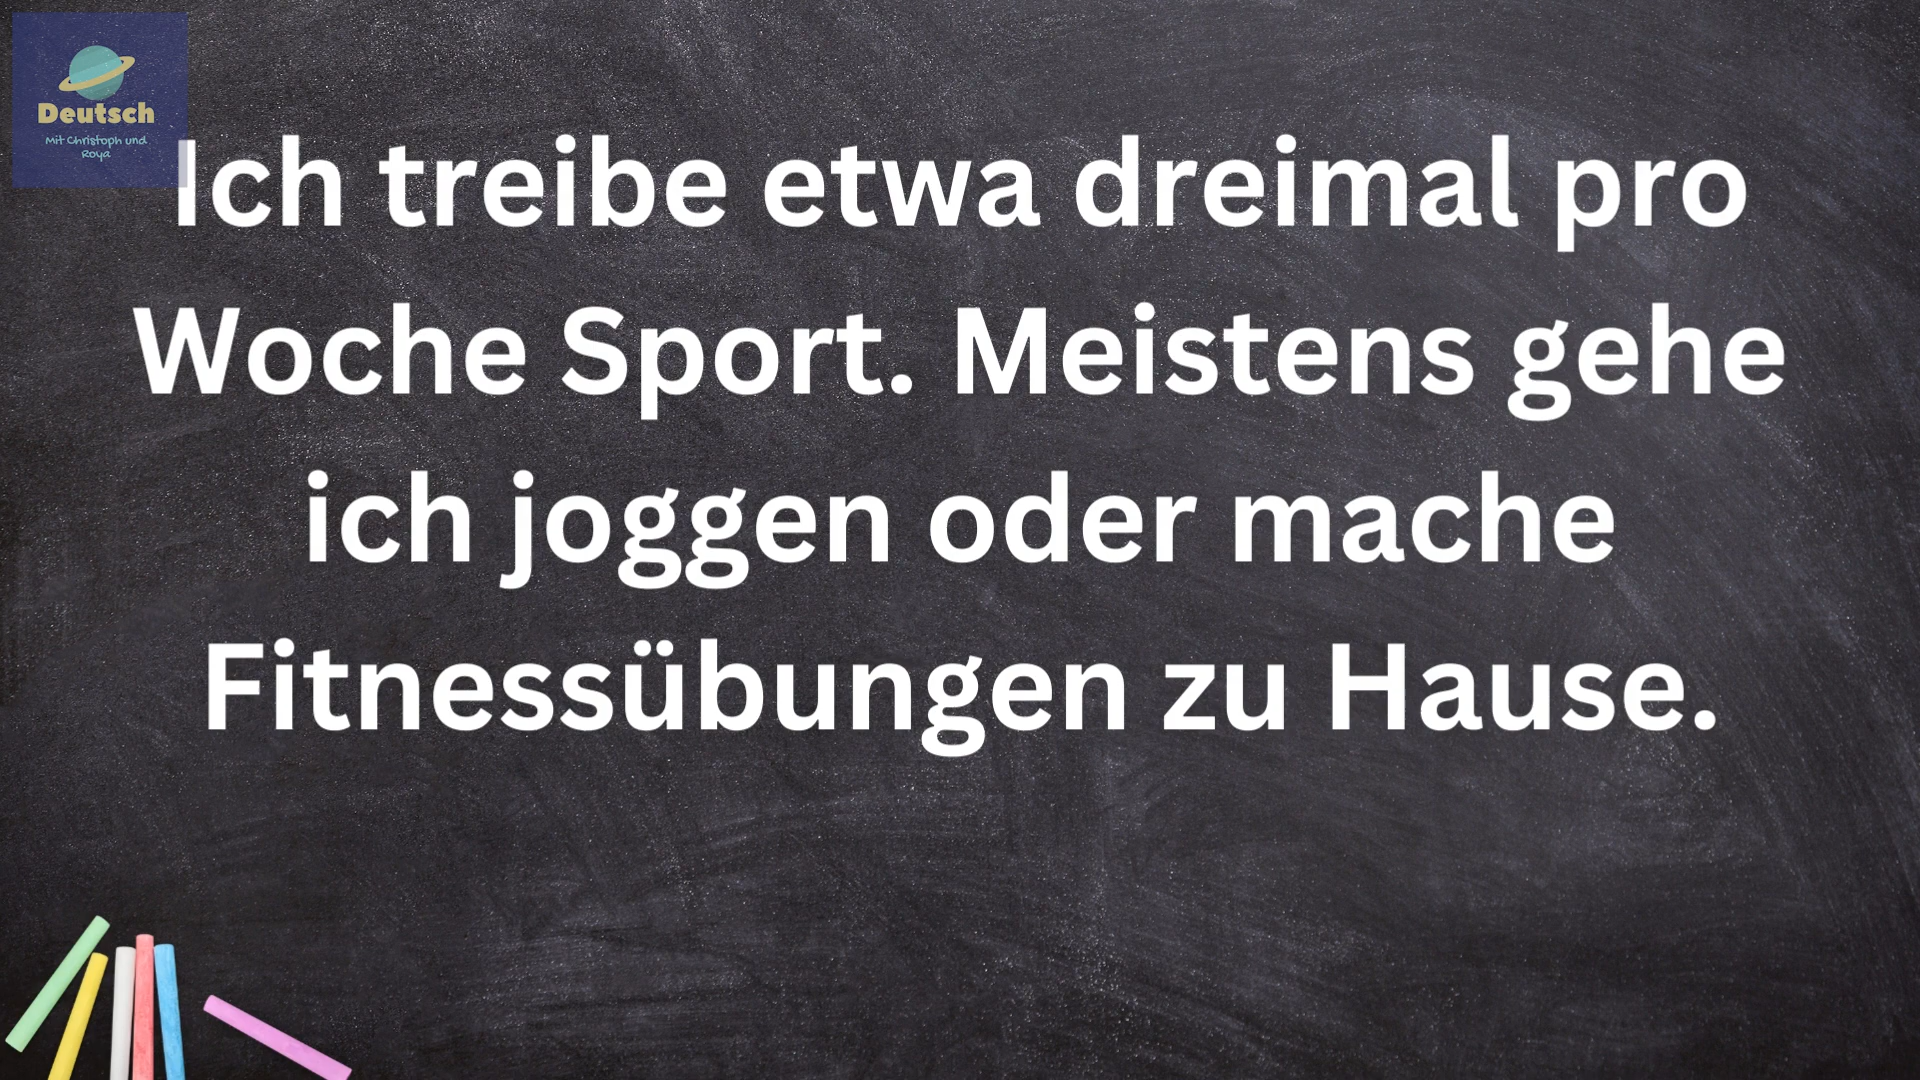 Deutsch
Mit Christoph und
Roya
Ich treibe etwa dreimal pro
Woche Sport. Meistens gehe
ich joggen oder mache
Fitnessübungen zu Hause.